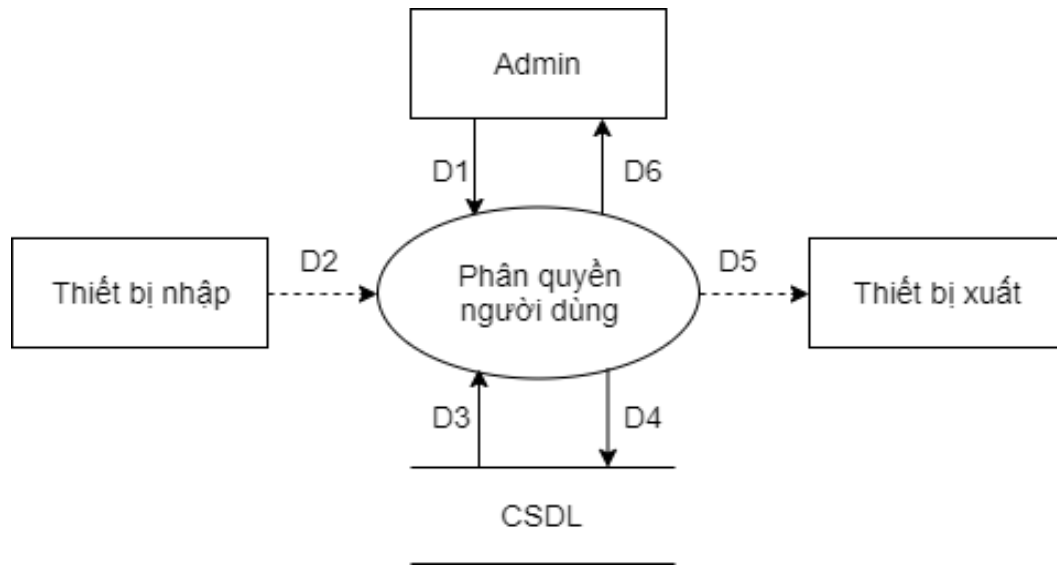 Admin
D1
D6
Thiết bị nhập
D2
Phân quyền
người dùng
D5
Thiết bị xuất
D3
D4
CSDL